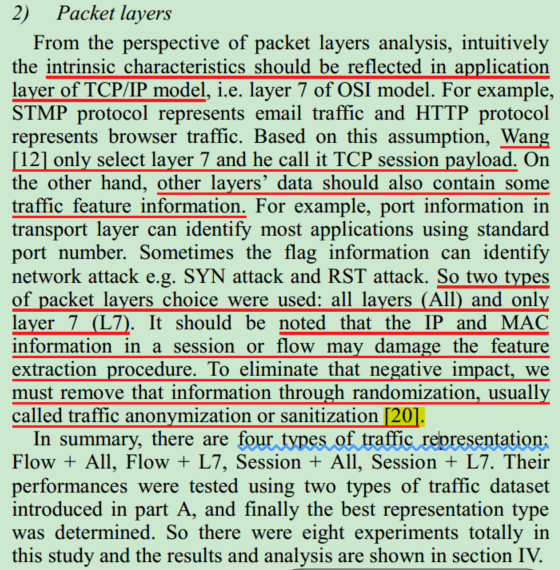 2) Packet layers
From the perspective of packet layers analysis, intuitively
the intrinsic characteristics should be reflected in application
layer of TCP/IP model, i.e. layer 7 of OSI model. For example,
STMP protocol represents email traffic and HTTP protocol
represents browser traffic. Based on this assumption, Wang
[12] only select layer 7 and he call it TCP session payload. On
the other hand, other layers’ data should also contain some
traffic feature information. For example, port information in
transport layer can identify most applications using standard
port number. Sometimes the flag information can identify
network attack e.g. SYN attack and RST attack. So two types
of packet layers choice were used: all layers (All) and only
layer 7 (L7). It should be noted that the IP and MAC
information in a session or flow may damage the feature
extraction procedure. To eliminate that negative impact, we
must remove that information through randomization, usually
called traffic anonymization or sanitization [20].
In summary, there are four types of traffic representation:
Flow + All, Flow + L7, Session + All, Session + L7. Their
performances were tested using two types of traffic dataset
introduced in part A, and finally the best representation type
was determined. So there were eight experiments totally in
this study and the results and analysis are shown in section IV.